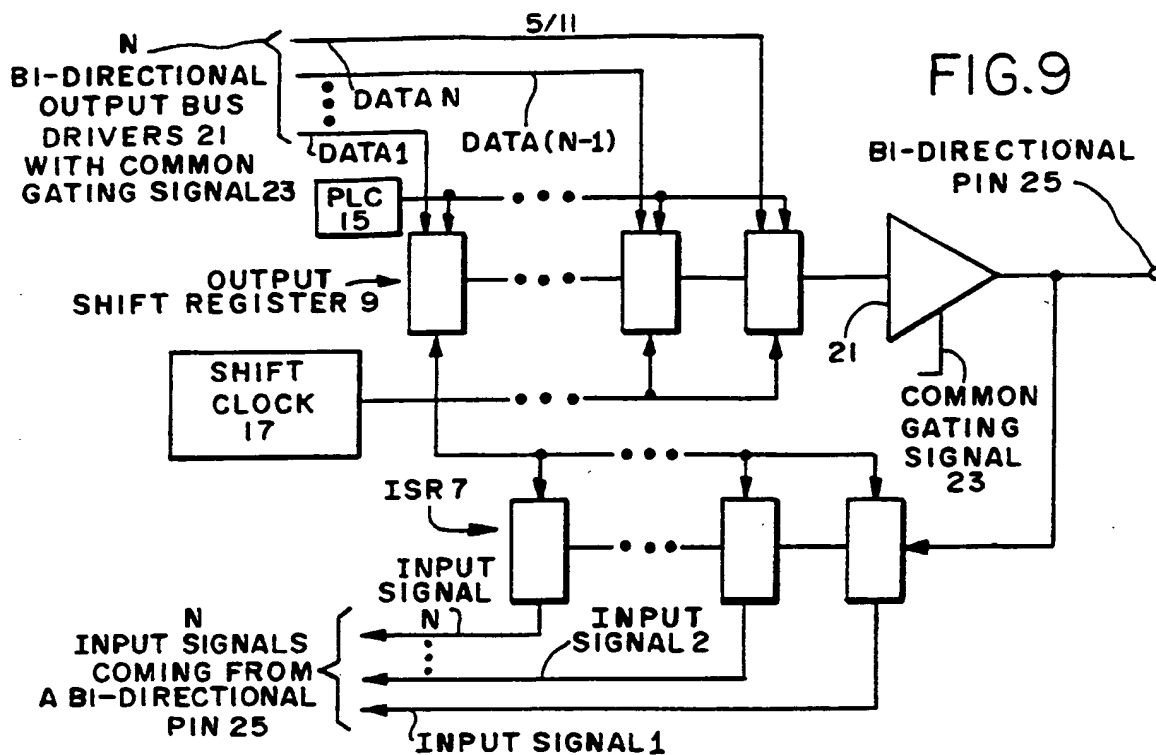 5/11
FIG.9
N
BI-DIRECTIONAL
OUTPUT BUS
DRIVERS 21
WITH COMMON
GATING SIGNAL 23
DATA N
DATA (N-1)
DATA 1
BI-DIRECTIONAL
PIN 25
PLC
15
OUTPUT
SHIFT REGISTER 9
21
SHIFT
CLOCK
17
COMMON
GATING
SIGNAL
23
ISR 7
INPUT
SIGNAL
N
INPUT
SIGNAL 2
N
INPUT SIGNALS
COMING FROM
A BI-DIRECTIONAL
PIN 25
INPUT SIGNAL 1